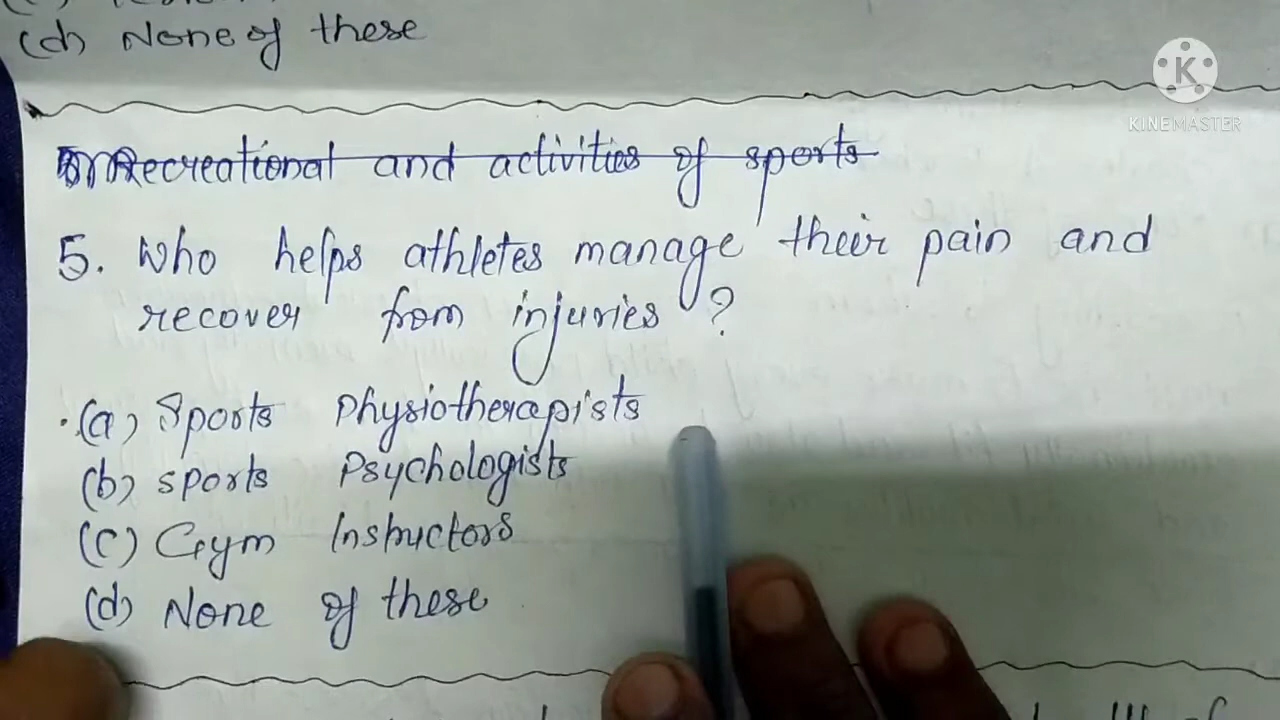 (d) None of these
K
KINEMASTER
Recreational and activities of sports
5. Who helps athletes manage their pain and
recover from injuries ?
(a) Sports Physiotherapists
(b) sports Psychologists
(c) Gym Instructors
(d) None of these